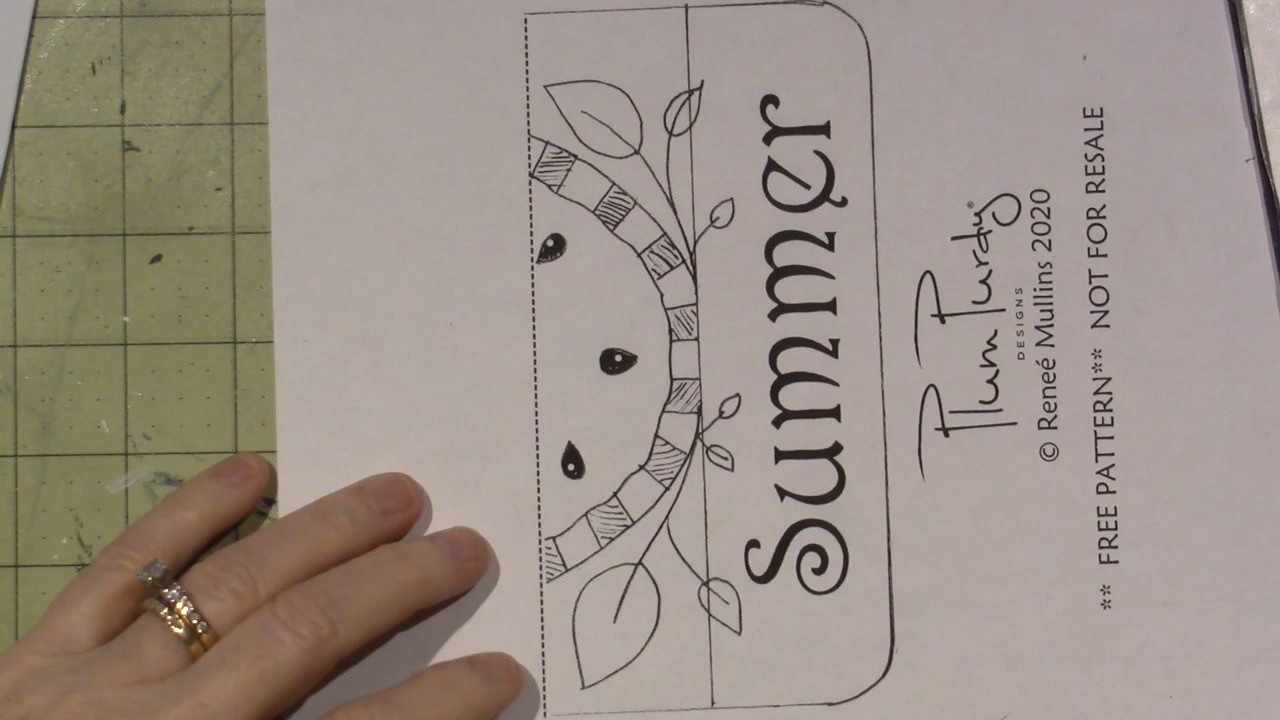 Summer
Plum Purdy®
DESIGNS
© Reneé Mullins 2020
** FREE PATTERN** NOT FOR RESALE